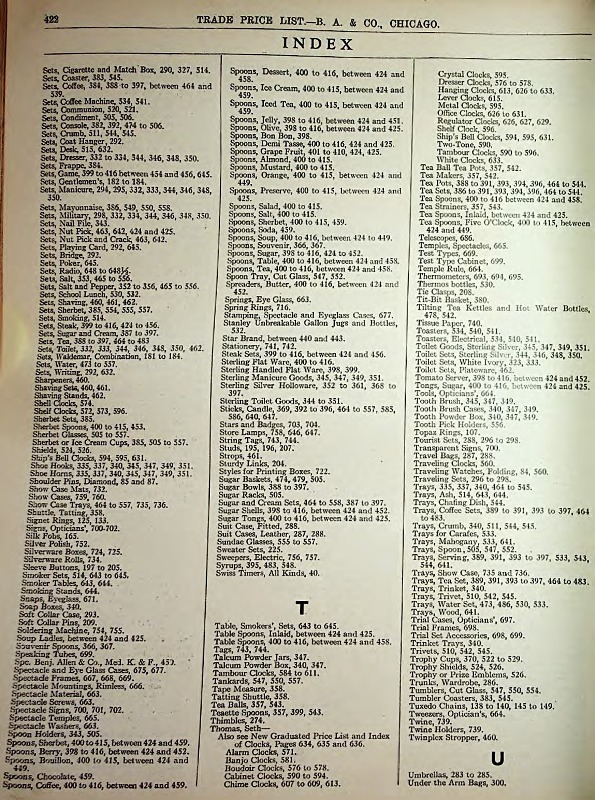 422
TRADE PRICE LIST.—B. A. & CO., CHICAGO.
INDEX
Sets, Cigarette and Match Box, 290, 327, 514.
Sets, Coaster, 383, 545.
Sets, Coffee, 384, 388 to 397, between 464 and
539.
Sets, Coffee Machine, 534, 541.
Sets, Communion, 520, 521.
Sets, Condiment, 505, 506.
Sets, Console, 382, 392, 474 to 506.
Sets, Crumb, 511, 544, 545.
Sets, Coat Hanger, 292.
Sets, Desk, 515, 632.
Sets, Dresser, 332 to 334, 344, 346, 348, 350.
Sets, Frappe, 384.
Sets, Game, 399 to 416 between 454 and 456, 645.
Sets, Gentlemen's, 182 to 184.
Sets, Manicure, 294, 295, 332, 333, 344, 346, 348,
350.
Sets, Mayonnaise, 386, 549, 550, 558.
Sets, Military, 298, 332, 334, 344, 346, 348, 350.
Sets, Nail File, 343.
Sets, Nut Pick, 463, 642, 424 and 425.
Sets, Nut Pick and Crack, 463, 642.
Sets, Playing Card, 292, 645.
Sets, Bridge, 292.
Sets, Poker, 645.
Sets, Radio, 648 to 648½.
Sets, Salt, 353, 465 to 556.
Sets, Salt and Pepper, 352 to 356, 465 to 556.
Sets, School Lunch, 530, 532.
Sets, Shaving, 460, 461, 462.
Sets, Sherbet, 385, 554, 555, 557.
Sets, Smoking, 514.
Sets, Steak, 399 to 416, 424 to 456.
Sets, Sugar and Cream, 387 to 397.
Sets, Tea, 388 to 397, 464 to 483
Sets, Toilet, 332, 333, 334, 344, 346, 348, 350, 462.
Sets, Waldemar, Combination, 181 to 184.
Sets, Water, 473 to 557.
Sets, Writing, 292, 632.
Sharpeners, 460.
Shaving Sets, 460, 461.
Shaving Stands, 462.
Shell Clocks, 574.
Shelf Clocks, 572, 573, 596.
Sherbet Sets, 385.
Sherbet Spoons, 400 to 415, 453.
Sherbet Glasses, 505 to 557.
Sherbet or Ice Cream Cups, 385, 505 to 557.
Shields, 524, 526.
Ship's Bell Clocks, 594, 595, 631.
Shoe Hooks, 335, 337, 340, 345, 347, 349, 351.
Shoe Horns, 335, 337, 340, 345, 347, 349, 351.
Shoulder Pins, Diamond, 85 and 87.
Show Case Mats, 732.
Show Cases, 759, 760.
Show Case Trays, 464 to 557, 735, 736.
Shuttle, Tatting, 358.
Signet Rings, 125, 133.
Signs, Opticians', 700-702.
Silk Fobs, 165.
Silver Polish, 752.
Silverware Boxes, 724, 725.
Silverware Rolls, 734.
Sleeve Buttons, 197 to 205.
Smoker Sets, 514, 643 to 645.
Smoker Tables, 643, 644.
Smoking Stands, 644.
Snaps, Eyeglass, 671.
Soap Boxes, 340.
Soft Collar Case, 293.
Soft Collar Pins, 209.
Soldering Machine, 754, 755.
Soup Ladles, between 424 and 425.
Souvenir Spoons, 366, 367.
Speaking Tubes, 699.
Spe. Benj. Allen & Co., Med. K. & F., 459.
Spectacle and Eye Glass Cases, 675, 677.
Spectacle Frames, 667, 668, 669.
Spectacle Mountings, Rimless, 666.
Spectacle Material, 663.
Spectacle Screws, 663.
Spectacle Signs, 700, 701, 702.
Spectacle Temples, 665.
Spectacle Washers, 663.
Spoon Holders, 343, 505.
Spoons, Sherbet, 400 to 415, between 424 and 459.
Spoons, Berry, 398 to 416, between 424 and 452.
Spoons, Bouillon, 400 to 415, between 424 and
449.
Spoons, Chocolate, 459.
Spoons, Coffee, 400 to 416, between 424 and 459.
Spoons, Dessert, 400 to 416, between 424 and
458.
Spoons, Ice Cream, 400 to 415, between 424 and
459.
Spoons, Iced Tea, 400 to 415, between 424 and
459.
Spoons, Jelly, 398 to 416, between 424 and 451.
Spoons, Olive, 398 to 416, between 424 and 425.
Spoons, Bon Bon, 398.
Spoons, Demi Tasse, 400 to 416, 424 and 425.
Spoons, Grape Fruit, 401 to 410, 424, 425.
Spoons, Almond, 400 to 415.
Spoons, Mustard, 400 to 415.
Spoons, Orange, 400 to 415, between 424 and
449.
Spoons, Preserve, 400 to 415, between 424 and
425.
Spoons, Salad, 400 to 415.
Spoons, Salt, 400 to 415.
Spoons, Sherbet, 400 to 415, 459.
Spoons, Soda, 459.
Spoons, Soup, 400 to 416, between 424 to 449.
Spoons, Souvenir, 366, 367.
Spoons, Sugar, 398 to 416, 424 to 452.
Spoons, Table, 400 to 416, between 424 and 458.
Spoons, Tea, 400 to 416, between 424 and 458.
Spoon Tray, Cut Glass, 547, 552.
Spreaders, Butter, 400 to 416, between 424 and
452.
Springs, Eye Glass, 663.
Spring Rings, 716.
Stamping, Spectacle and Eyeglass Cases, 677.
Stanley Unbreakable Gallon Jugs and Bottles,
532.
Star Brand, between 440 and 443.
Stationery, 741, 742.
Steak Sets, 399 to 416, between 424 and 456.
Sterling Flat Ware, 400 to 416.
Sterling Handled Flat Ware, 398, 399.
Sterling Manicure Goods, 345, 347, 349, 351.
Sterling Silver Holloware, 352 to 361, 368 to
397.
Sterling Toilet Goods, 344 to 351.
Sticks, Candle, 369, 392 to 396, 464 to 557, 585,
586, 640, 647.
Stars and Badges, 703, 704.
Store Lamps, 758, 646, 647.
String Tags, 743, 744.
Studs, 195, 196, 207.
Strops, 461.
Sturdy Links, 204.
Styles for Printing Boxes, 722.
Sugar Baskets, 474, 479, 505.
Sugar Bowls, 388 to 397.
Sugar Racks, 505.
Sugar and Cream Sets, 464 to 558, 387 to 397.
Sugar Shells, 398 to 416, between 424 and 452.
Sugar Tongs, 400 to 416, between 424 and 425.
Suit Case, Fitted, 288.
Suit Cases, Leather, 287, 288.
Sundae Glasses, 555 to 557.
Sweater Sets, 225.
Sweepers, Electric, 756, 757.
Syrups, 395, 483, 548.
Swiss Timers, All Kinds, 40.
T
Table, Smokers', Sets, 643 to 645.
Table Spoons, Inlaid, between 424 and 425.
Table Spoons, 400 to 416, between 424 and 458.
Tags, 743, 744.
Talcum Powder Jars, 347.
Talcum Powder Box, 340, 347.
Tambour Clocks, 584 to 611.
Tankards, 547, 550, 557.
Tape Measure, 358.
Tatting Shuttle, 358.
Tea Balls, 357, 543.
Teaette Spoons, 357, 399, 543.
Thimbles, 274.
Thomas, Seth—
Also see New Graduated Price List and Index
of Clocks, Pages 634, 635 and 636.
Alarm Clocks, 571.
Banjo Clocks, 581.
Boudoir Clocks, 576 to 578.
Cabinet Clocks, 590 to 594.
Chime Clocks, 607 to 609, 613.
Crystal Clocks, 595.
Dresser Clocks, 576 to 578.
Hanging Clocks, 613, 626 to 633.
Lever Clocks, 615.
Metal Clocks, 595.
Office Clocks, 626 to 631.
Regulator Clocks, 626, 627, 629.
Shelf Clock, 596.
Ship's Bell Clocks, 594, 595, 631.
Two-Tone, 590.
Tambour Clocks, 590 to 596.
White Clocks, 633.
Tea Ball Tea Pots, 357, 542.
Tea Makers, 357, 542.
Tea Pots, 388 to 391, 393, 394, 396, 464 to 544.
Tea Sets, 386 to 391, 393, 394, 396, 464 to 544.
Tea Spoons, 400 to 416, between 424 to 458.
Tea Strainers, 357, 543.
Tea Spoons, Inlaid, between 424 and 425.
Tea Spoons, Five O'Clock, 400 to 415, between
424 and 449.
Telescopes, 686.
Temples, Spectacles, 665.
Test Types, 669.
Test Type Cabinet, 699.
Temple Rule, 664.
Thermometers, 693, 694, 695.
Thermos bottles, 530.
Tie Clasps, 208.
Tit-Bit Basket, 380.
Tilting Tea Kettles and Hot Water Bottles,
478, 542.
Tissue Paper, 740.
Toasters, 534, 540, 541.
Toasters, Electrical, 534, 540, 541.
Toilet Goods, Sterling Silver, 345, 347, 349, 351.
Toilet Sets, Sterling Silver, 344, 346, 348, 350.
Toilet Sets, White Ivory, 323, 333.
Toilet Sets, Plateware, 462.
Tomato Server, 398 to 416, between 424 and 452.
Tongs, Sugar, 400 to 416, between 424 and 425.
Tools, Opticians', 664.
Tooth Brush, 345, 347, 349.
Tooth Brush Cases, 340, 347, 349.
Tooth Powder Box, 340, 347, 349.
Tooth Pick Holders, 556.
Topaz Rings, 107.
Tourist Sets, 288, 296 to 298.
Transparent Signs, 700.
Travel Bags, 287, 288.
Traveling Clocks, 560.
Traveling Watches, Folding, 84, 560.
Traveling Sets, 296 to 298.
Trays, 335, 337, 340, 464 to 545.
Trays, Ash, 514, 643, 644.
Trays, Chafing Dish, 544.
Trays, Coffee Sets, 389, 391, 393 to 397, 464
to 483.
Trays, Crumb, 340, 511, 544, 545.
Trays for Carafes, 533.
Trays, Mahogany, 533, 641.
Trays, Spoon, 505, 547, 552.
Trays, Serving, 389, 391, 393 to 397, 533, 543,
544, 641.
Trays, Show Case, 735 and 736.
Trays, Tea Set, 389, 391, 393 to 397, 464 to 483.
Trays, Trinket, 340.
Trays, Trivet, 510, 542, 545.
Trays, Water Set, 473, 486, 530, 533.
Trays, Wood, 641.
Trial Cases, Opticians', 697.
Trial Frames, 698.
Trial Set Accessories, 698, 699.
Trinket Trays, 340.
Trivets, 510, 542, 545.
Trophy Cups, 370, 522 to 529.
Trophy Shields, 524, 526.
Trophy or Prize Emblems, 526.
Trunks, Wardrobe, 286.
Tumblers, Cut Glass, 547, 550, 554.
Tumbler Coasters, 383, 545.
Tuxedo Chains, 138 to 140, 145 to 149.
Tweezers, Optician's, 664.
Twine, 739.
Twine Holders, 739.
Twinplex Stropper, 460.
U
Umbrellas, 283 to 285.
Under the Arm Bags, 300.